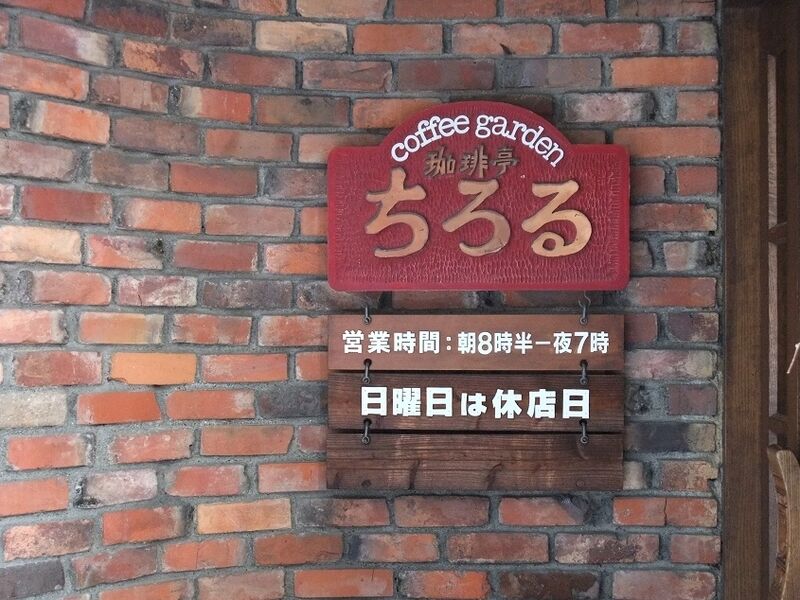 coffee garden
珈琲亭
ちろる
営業時間：朝8時半－夜7時
日曜日は休店日